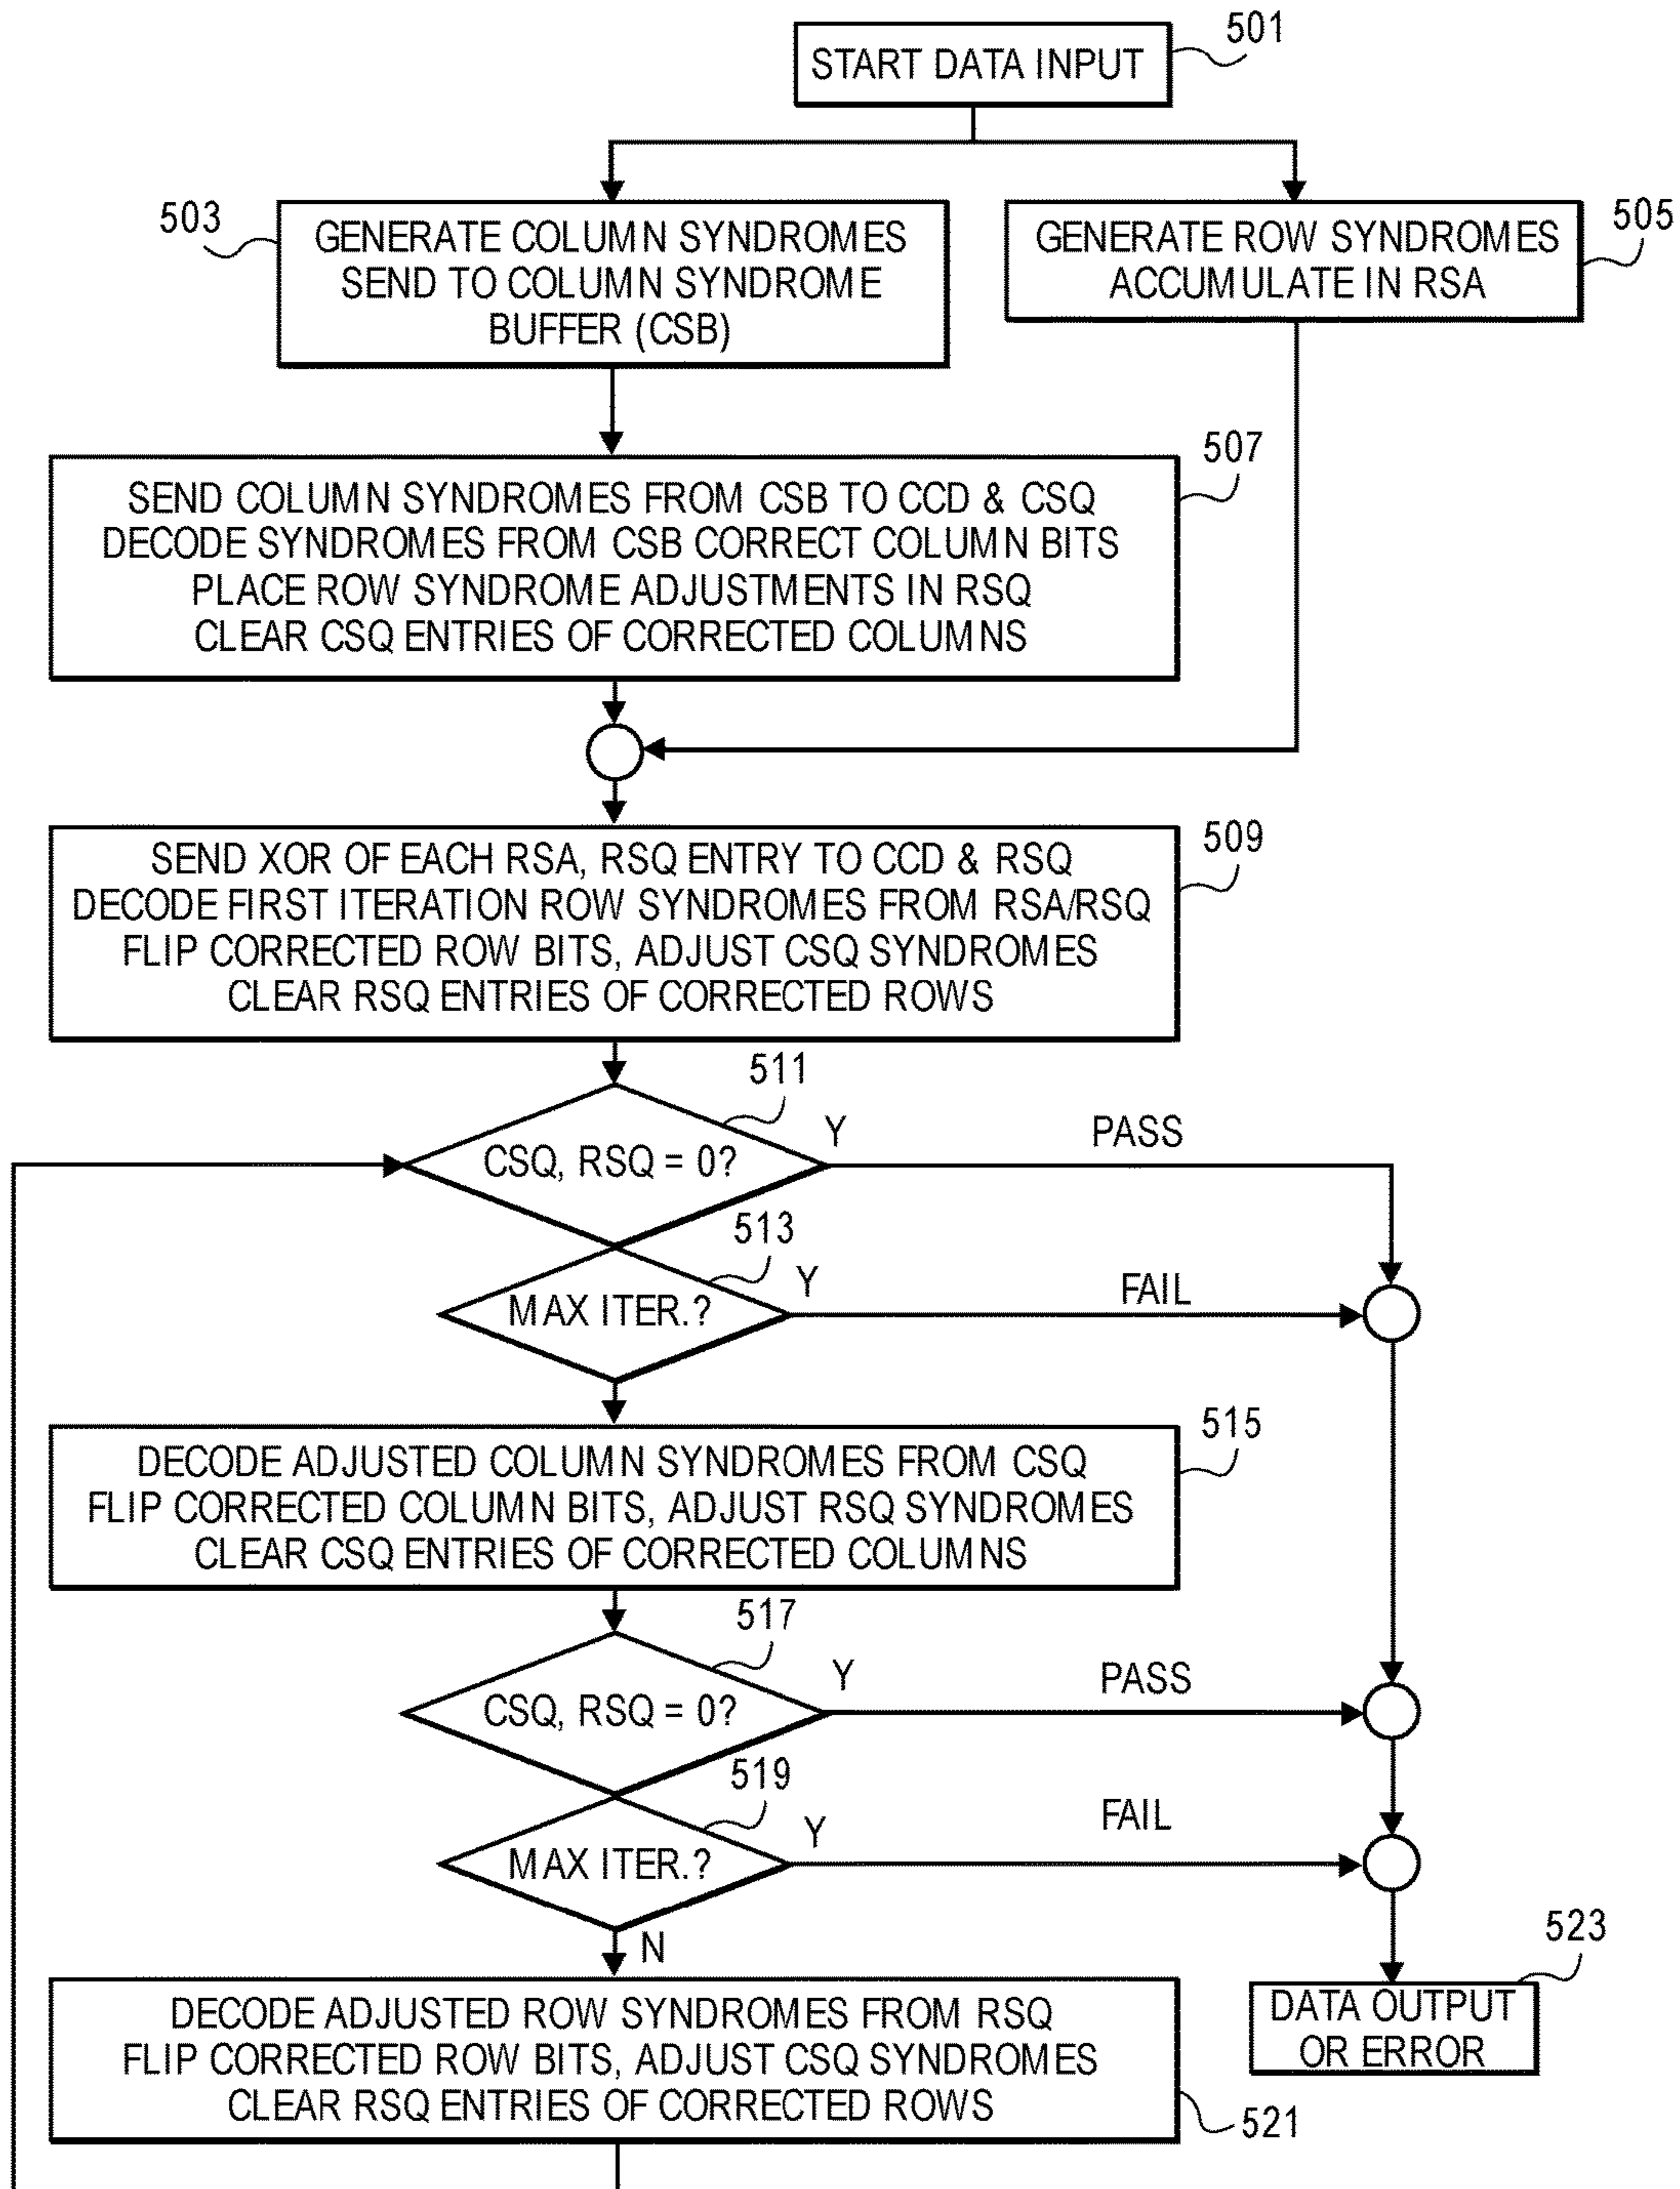 501
START DATA INPUT
503
GENERATE COLUMN SYNDROMES
SEND TO COLUMN SYNDROME
BUFFER (CSB)
505
GENERATE ROW SYNDROMES
ACCUMULATE IN RSA
507
SEND COLUMN SYNDROMES FROM CSB TO CCD & CSQ
DECODE SYNDROMES FROM CSB CORRECT COLUMN BITS
PLACE ROW SYNDROME ADJUSTMENTS IN RSQ
CLEAR CSQ ENTRIES OF CORRECTED COLUMNS
509
SEND XOR OF EACH RSA, RSQ ENTRY TO CCD & RSQ
DECODE FIRST ITERATION ROW SYNDROMES FROM RSA/RSQ
FLIP CORRECTED ROW BITS, ADJUST CSQ SYNDROMES
CLEAR RSQ ENTRIES OF CORRECTED ROWS
511
CSQ, RSQ = 0?
Y
PASS
513
MAX ITER.?
Y
FAIL
515
DECODE ADJUSTED COLUMN SYNDROMES FROM CSQ
FLIP CORRECTED COLUMN BITS, ADJUST RSQ SYNDROMES
CLEAR CSQ ENTRIES OF CORRECTED COLUMNS
517
CSQ, RSQ = 0?
Y
PASS
519
MAX ITER.?
Y
FAIL
N
523
DATA OUTPUT
OR ERROR
DECODE ADJUSTED ROW SYNDROMES FROM RSQ
FLIP CORRECTED ROW BITS, ADJUST CSQ SYNDROMES
CLEAR RSQ ENTRIES OF CORRECTED ROWS
521